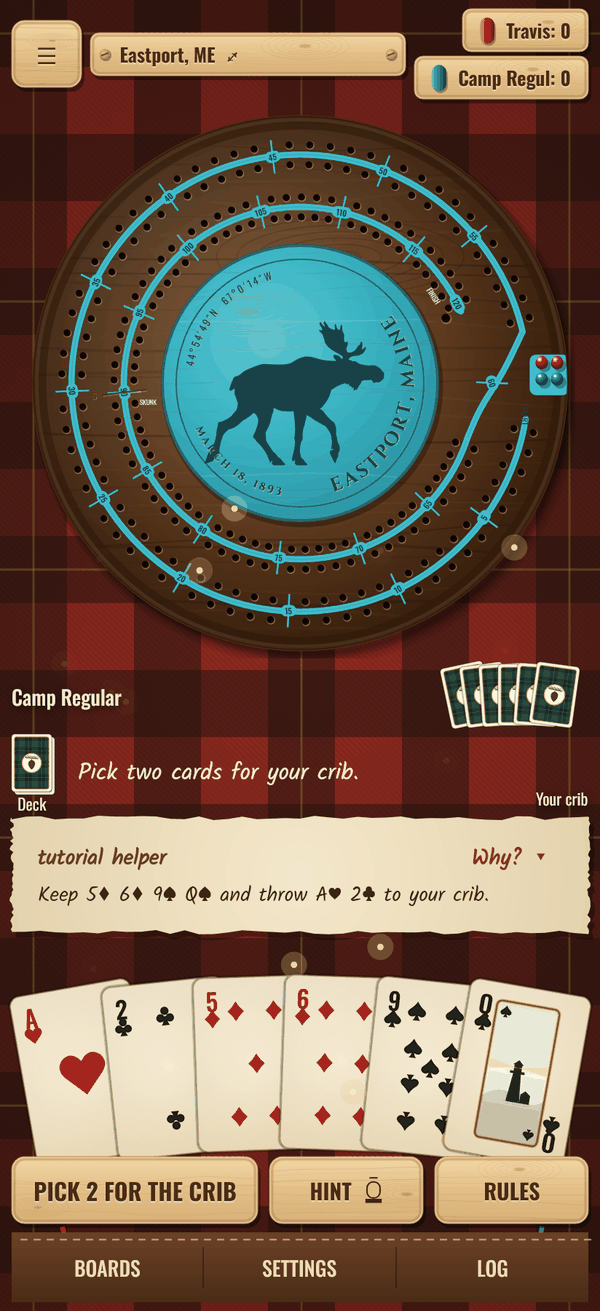 Travis: 0
Eastport, ME
Camp Regul: 0
45
50
40
55
105
110
100
115
35
95
120
FINISH
44°54'49"N 67°0'14"W
30
60
SKUNK
EASTPORT, MAINE
MARCH 18, 1893
85
25
65
5
80
75
70
20
10
15
Camp Regular
Pick two cards for your crib.
Deck
Your crib
tutorial helper
Why? ▾
Keep 5♦ 6♦ 9♠ Q♠ and throw A♥ 2♣ to your crib.
A
2
5
6
9
Q
Q
PICK 2 FOR THE CRIB
HINT
RULES
BOARDS
SETTINGS
LOG